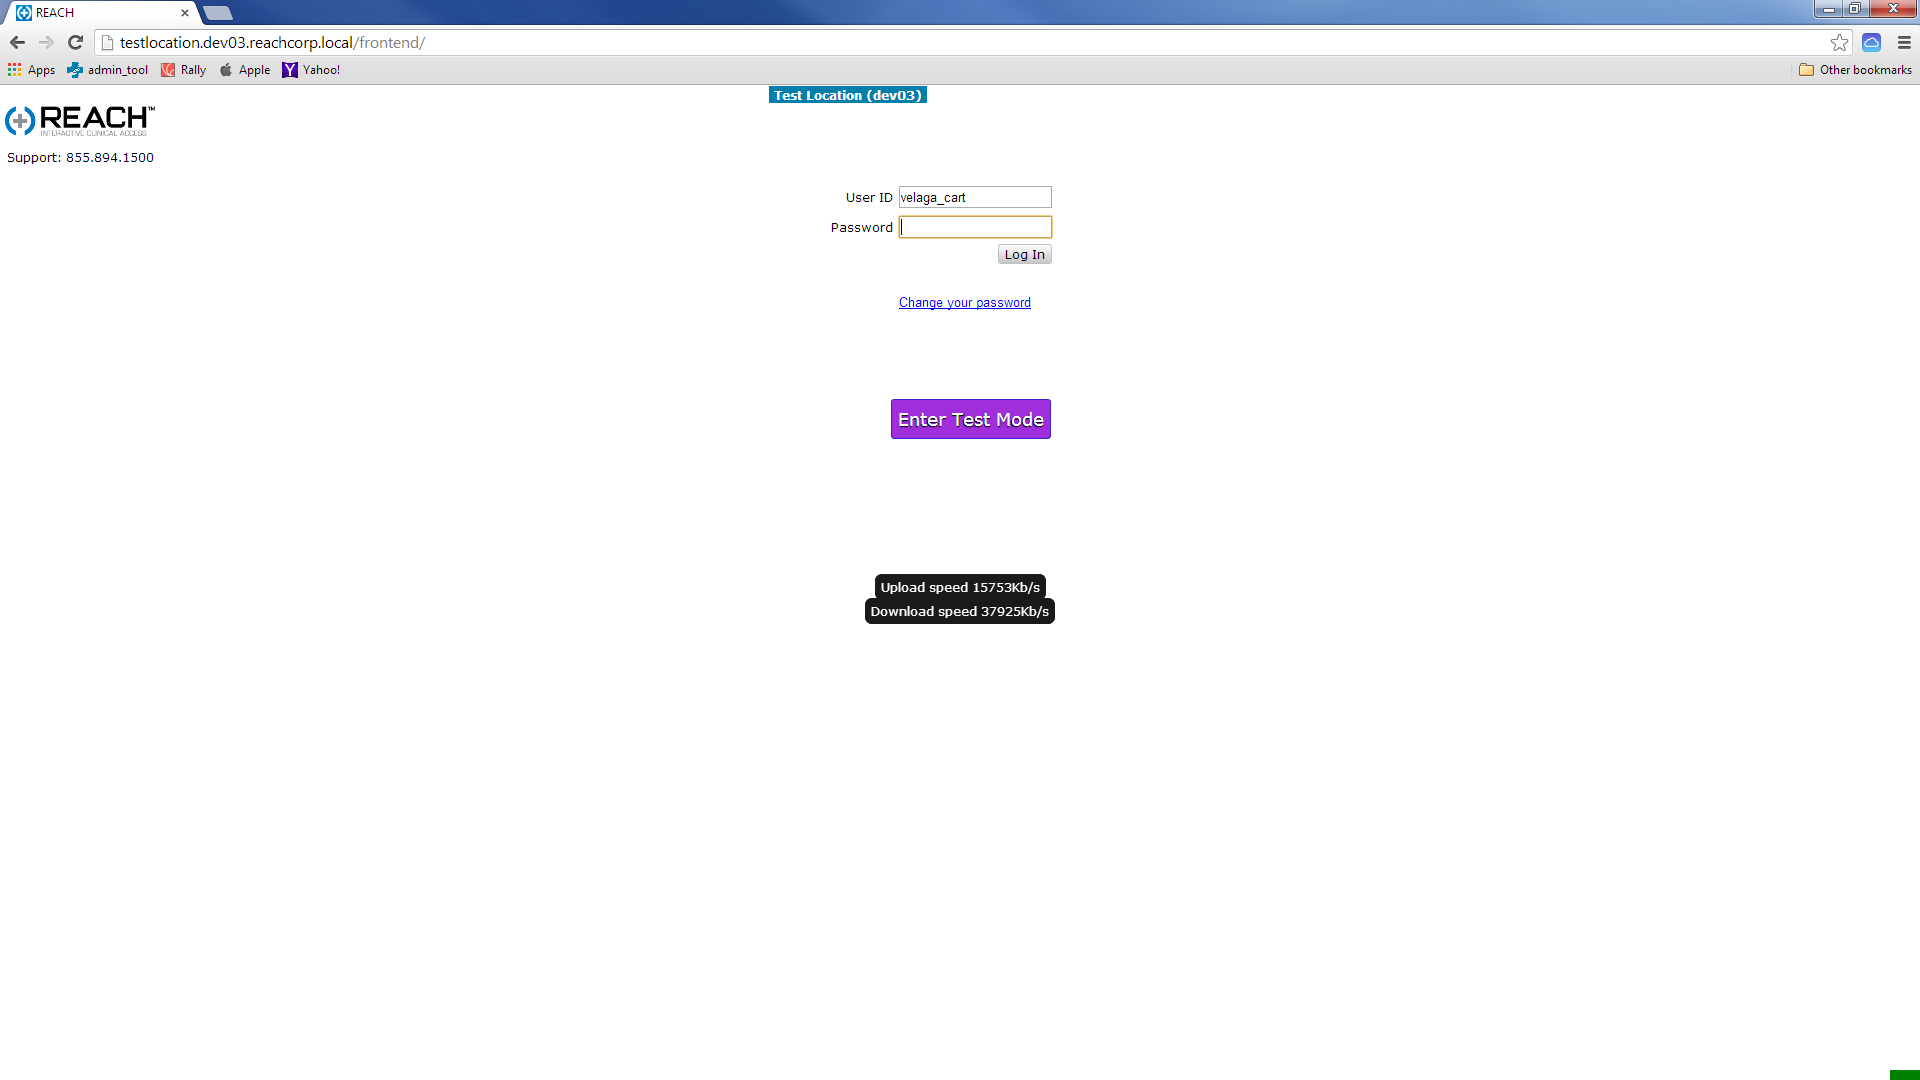 REACH
testlocation.dev03.reachcorp.local/frontend/
Apps admin_tool Rally Apple Yahoo! Other bookmarks
Test Location (dev03)
REACH™
INTERACTIVE CLINICAL ACCESS
Support: 855.894.1500
User ID velaga_cart
Password
Log In
Change your password
Enter Test Mode
Upload speed 15753Kb/s
Download speed 37925Kb/s